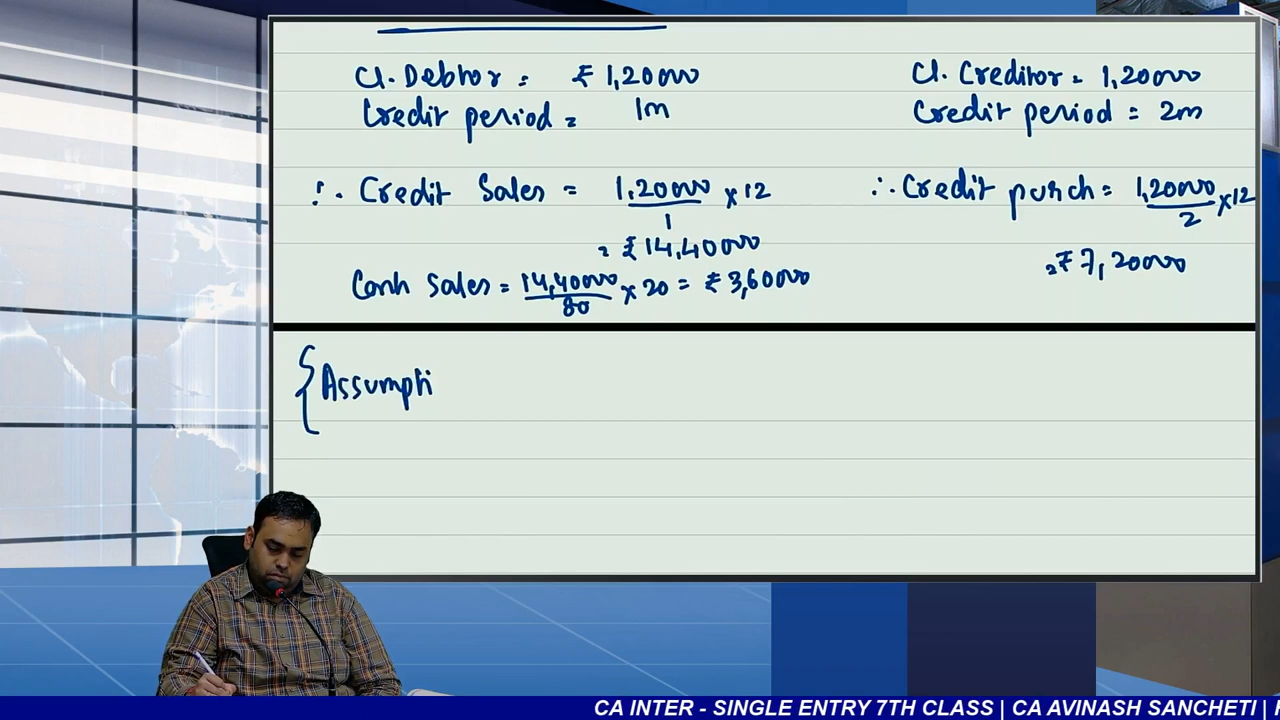 Cl. Debtor = ₹ 1,20000
Credit period = 1m
∴ Credit Sales = 1,20000/1 x 12
= ₹ 14,40000
Cash Sales = 14,40000/80 x 20 = ₹ 3,60000
Cl. Creditor = 1,20000
Credit period = 2m
∴ Credit purch = 1,20000/2 x 12
= ₹ 7,20000
{ Assumpti
CA INTER - SINGLE ENTRY 7TH CLASS | CA AVINASH SANCHETI |